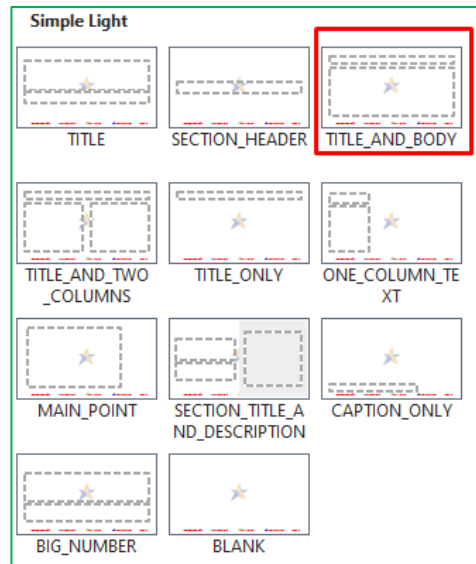 Simple Light
TITLE
SECTION_HEADER
TITLE_AND_BODY
TITLE_AND_TWO
_COLUMNS
TITLE_ONLY
ONE_COLUMN_TE
XT
MAIN_POINT
SECTION_TITLE_A
ND_DESCRIPTION
CAPTION_ONLY
BIG_NUMBER
BLANK